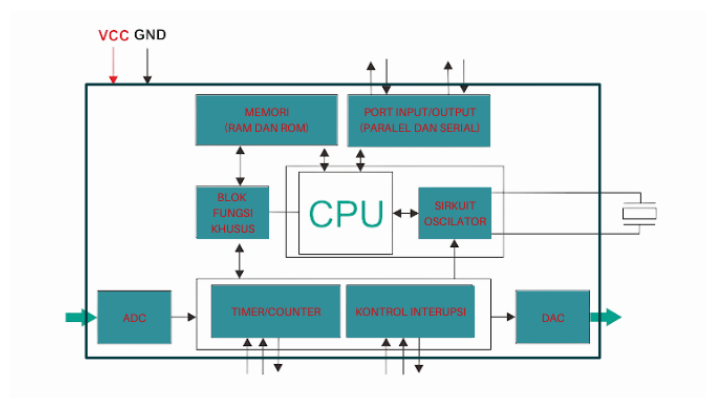 VCC GND
MEMORI
(RAM DAN ROM)
PORT INPUT/OUTPUT
(PARALEL DAN SERIAL)
BLOK
FUNGSI
KHUSUS
CPU
SIRKUIT
OSCILATOR
ADC
TIMER/COUNTER
KONTROL INTERUPSI
DAC